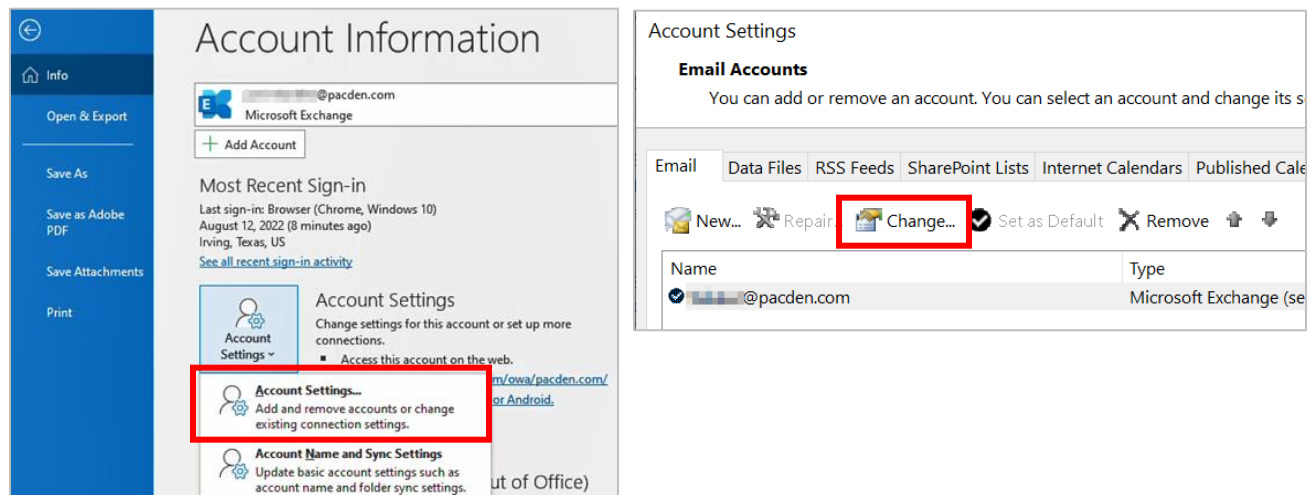 Account Information
Info
@pacden.com
Microsoft Exchange
Open & Export
Add Account
Save As
Most Recent Sign-in
Last sign-in: Browser (Chrome, Windows 10)
August 12, 2022 (8 minutes ago)
Irving, Texas, US
See all recent sign-in activity
Save as Adobe
PDF
Save Attachments
Print
Account
Settings
Account Settings
Change settings for this account or set up more
connections.
Access this account on the web.
m/owa/pacden.com/
or Android.
Account Settings...
Add and remove accounts or change
existing connection settings.
Account Name and Sync Settings
Update basic account settings such as
account name and folder sync settings.
ut of Office)
Account Settings
Email Accounts
You can add or remove an account. You can select an account and change its s
Email Data Files RSS Feeds SharePoint Lists Internet Calendars Published Cale
New... Repair... Change... Set as Default Remove
Name Type
@pacden.com Microsoft Exchange (se